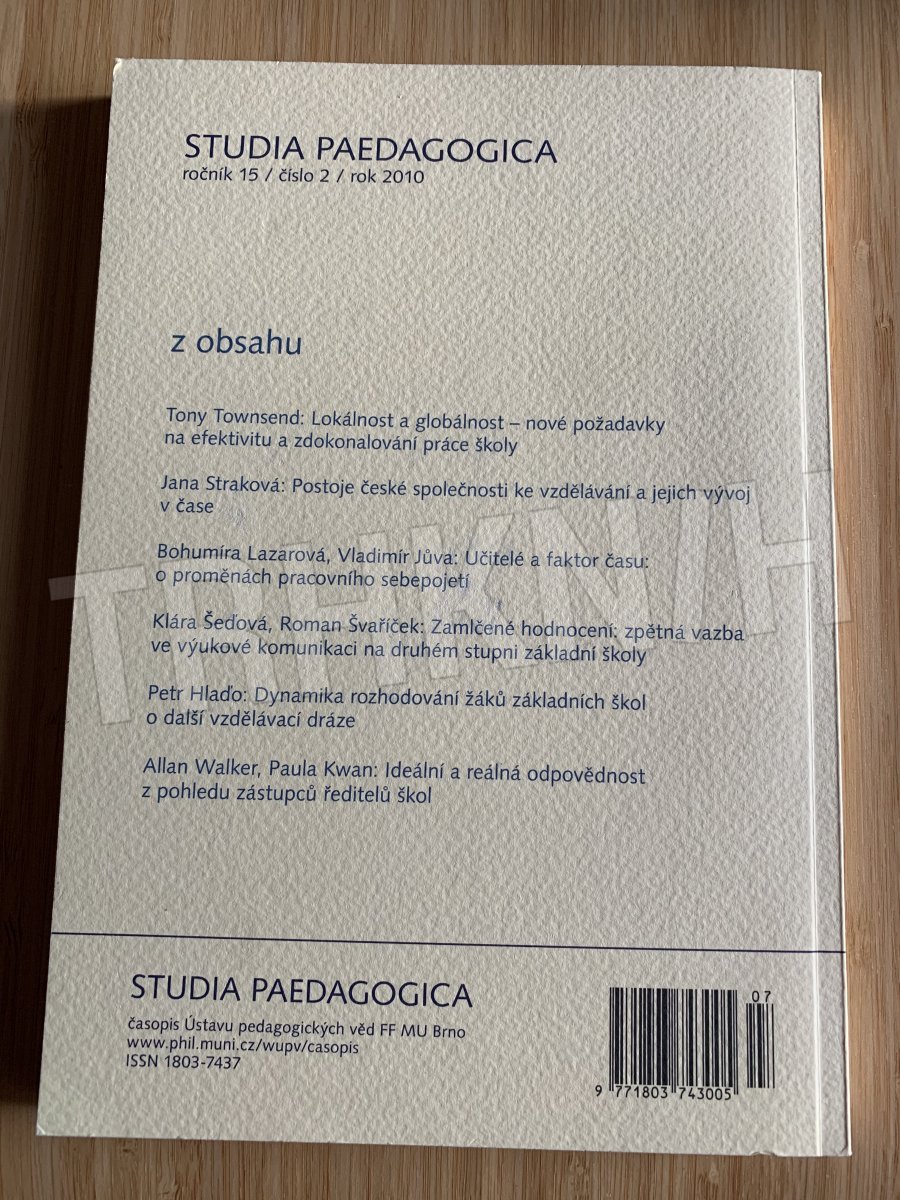 STUDIA PAEDAGOGICA
ročník 15 / číslo 2 / rok 2010
z obsahu
Tony Townsend: Lokálnost a globálnost – nové požadavky
na efektivitu a zdokonalování práce školy
Jana Straková: Postoje české společnosti ke vzdělávání a jejich vývoj
v čase
Bohumíra Lazarová, Vladimír Jůva: Učitelé a faktor času:
o proměnách pracovního sebepojetí
Klára Šeďová, Roman Švaříček: Zamlčené hodnocení: zpětná vazba
ve výukové komunikaci na druhém stupni základní školy
Petr Hlaďo: Dynamika rozhodování žáků základních škol
o další vzdělávací dráze
Allan Walker, Paula Kwan: Ideální a reálná odpovědnost
z pohledu zástupců ředitelů škol
STUDIA PAEDAGOGICA
časopis Ústavu pedagogických věd FF MU Brno
www.phil.muni.cz/wupv/casopis
ISSN 1803-7437
07
9 771803 743005